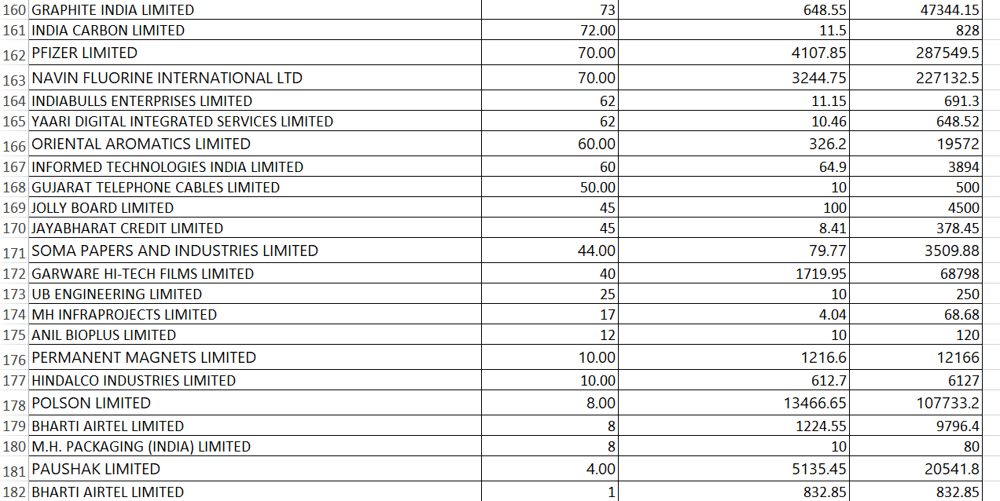 160 GRAPHITE INDIA LIMITED 73 648.55 47344.15
161 INDIA CARBON LIMITED 72.00 11.5 828
162 PFIZER LIMITED 70.00 4107.85 287549.5
163 NAVIN FLUORINE INTERNATIONAL LTD 70.00 3244.75 227132.5
164 INDIABULLS ENTERPRISES LIMITED 62 11.15 691.3
165 YAARI DIGITAL INTEGRATED SERVICES LIMITED 62 10.46 648.52
166 ORIENTAL AROMATICS LIMITED 60.00 326.2 19572
167 INFORMED TECHNOLOGIES INDIA LIMITED 60 64.9 3894
168 GUJARAT TELEPHONE CABLES LIMITED 50.00 10 500
169 JOLLY BOARD LIMITED 45 100 4500
170 JAYABHARAT CREDIT LIMITED 45 8.41 378.45
171 SOMA PAPERS AND INDUSTRIES LIMITED 44.00 79.77 3509.88
172 GARWARE HI-TECH FILMS LIMITED 40 1719.95 68798
173 UB ENGINEERING LIMITED 25 10 250
174 MH INFRAPROJECTS LIMITED 17 4.04 68.68
175 ANIL BIOPLUS LIMITED 12 10 120
176 PERMANENT MAGNETS LIMITED 10.00 1216.6 12166
177 HINDALCO INDUSTRIES LIMITED 10.00 612.7 6127
178 POLSON LIMITED 8.00 13466.65 107733.2
179 BHARTI AIRTEL LIMITED 8 1224.55 9796.4
180 M.H. PACKAGING (INDIA) LIMITED 8 10 80
181 PAUSHAK LIMITED 4.00 5135.45 20541.8
182 BHARTI AIRTEL LIMITED 1 832.85 832.85